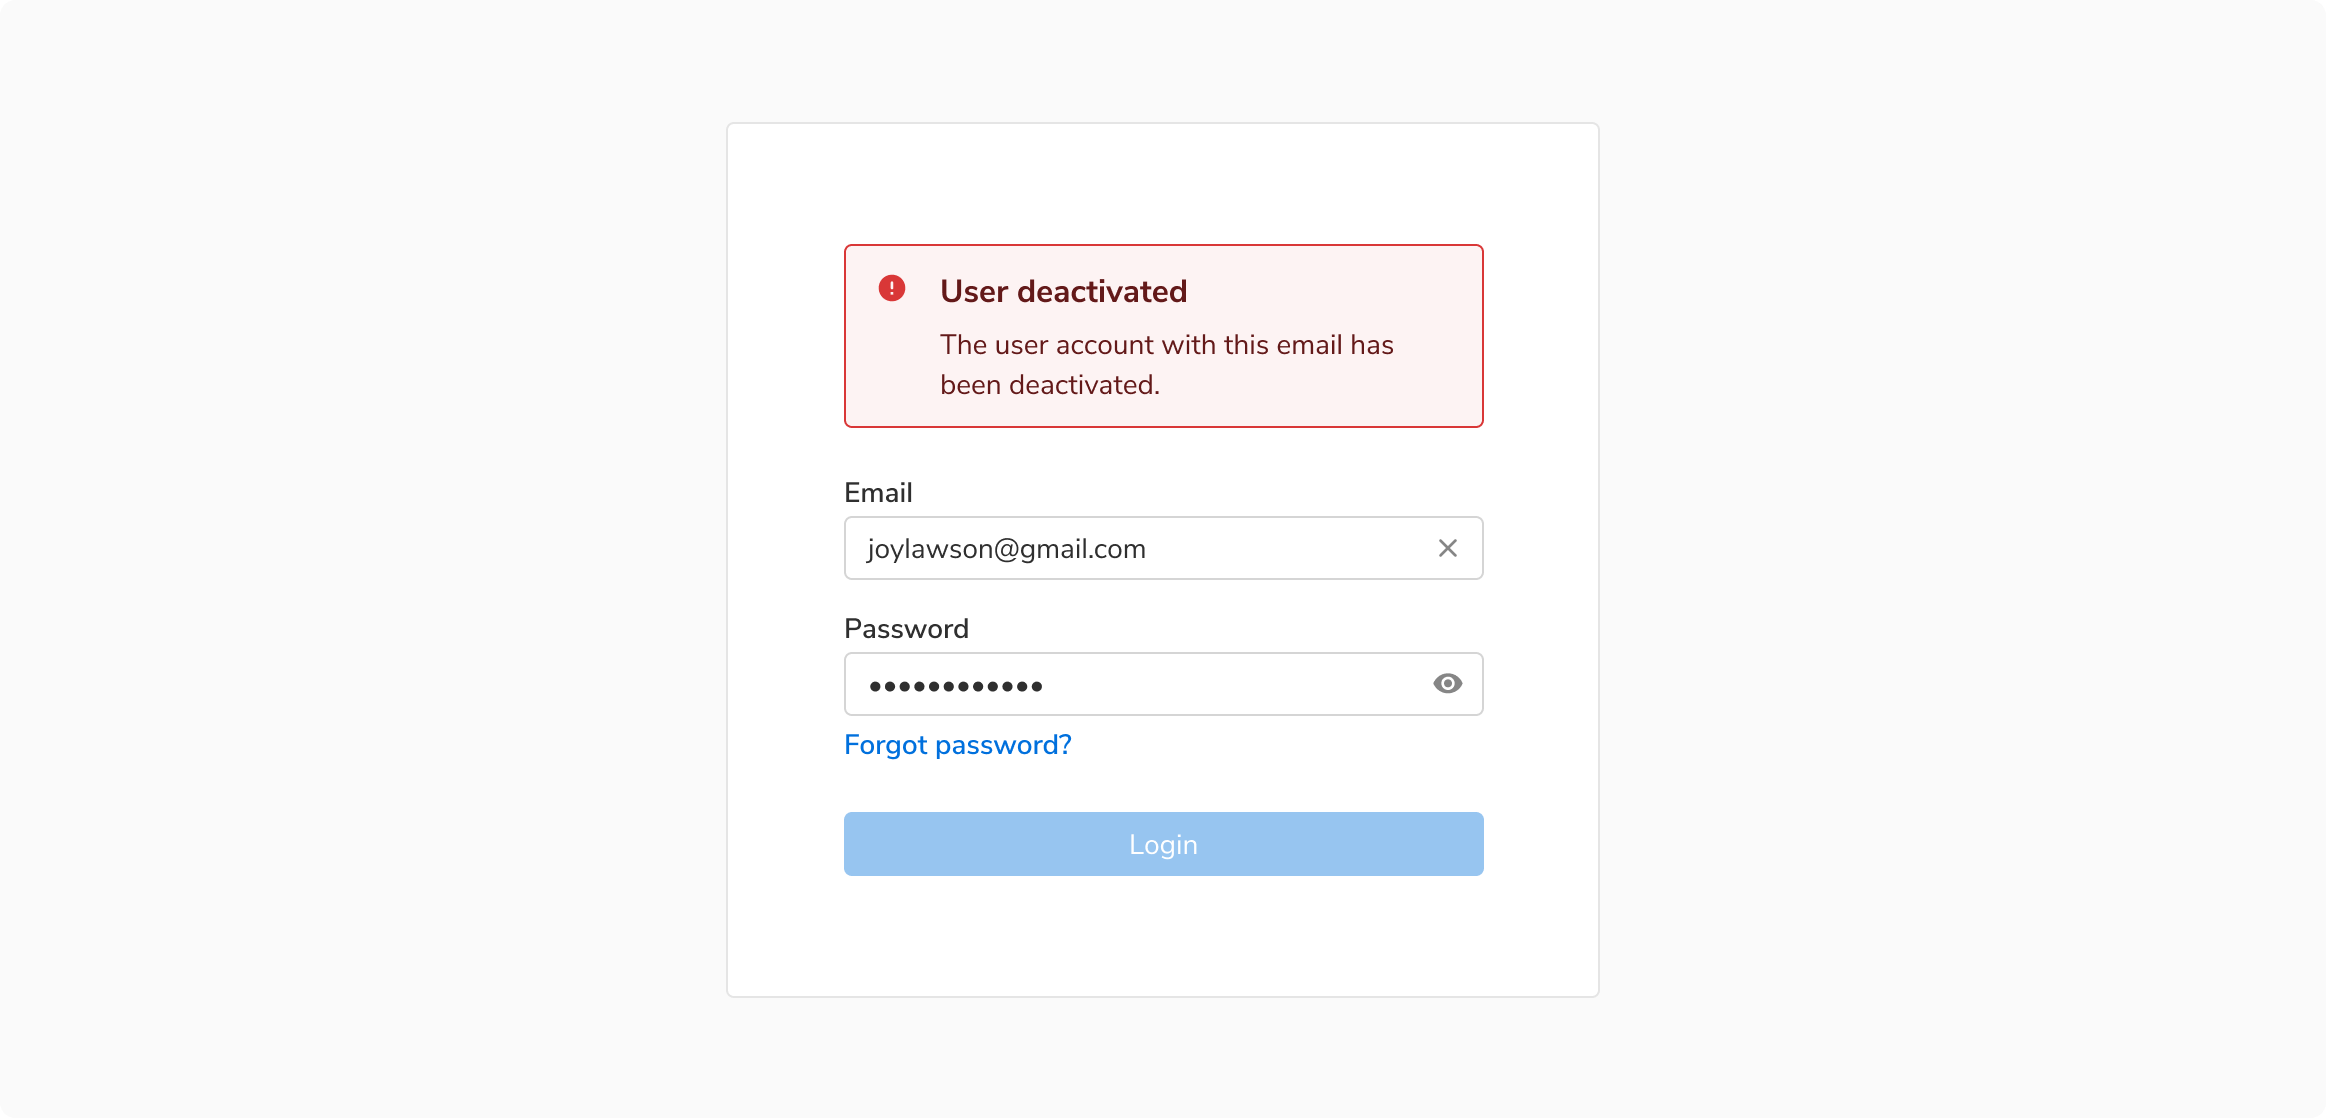 User deactivated
The user account with this email has
been deactivated.
Email
joylawson@gmail.com
Password
••••••••••••
Forgot password?
Login